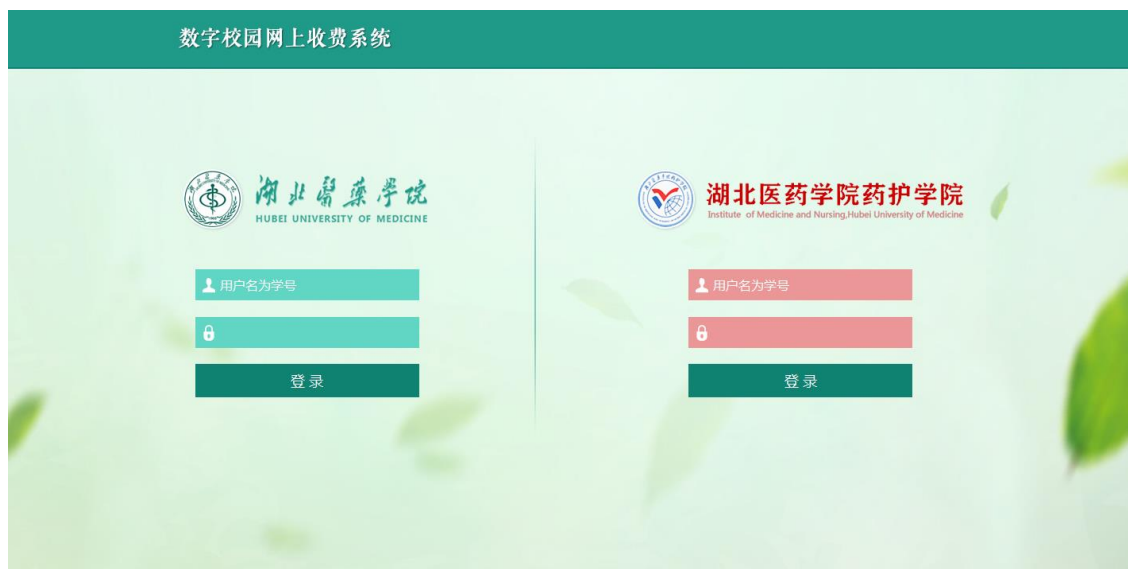 数字校园网上收费系统
湖北醫藥學院
HUBEI UNIVERSITY OF MEDICINE
用户名为学号
登录
湖北医药学院药护学院
Institute of Medicine and Nursing,Hubei University of Medicine
用户名为学号
登录